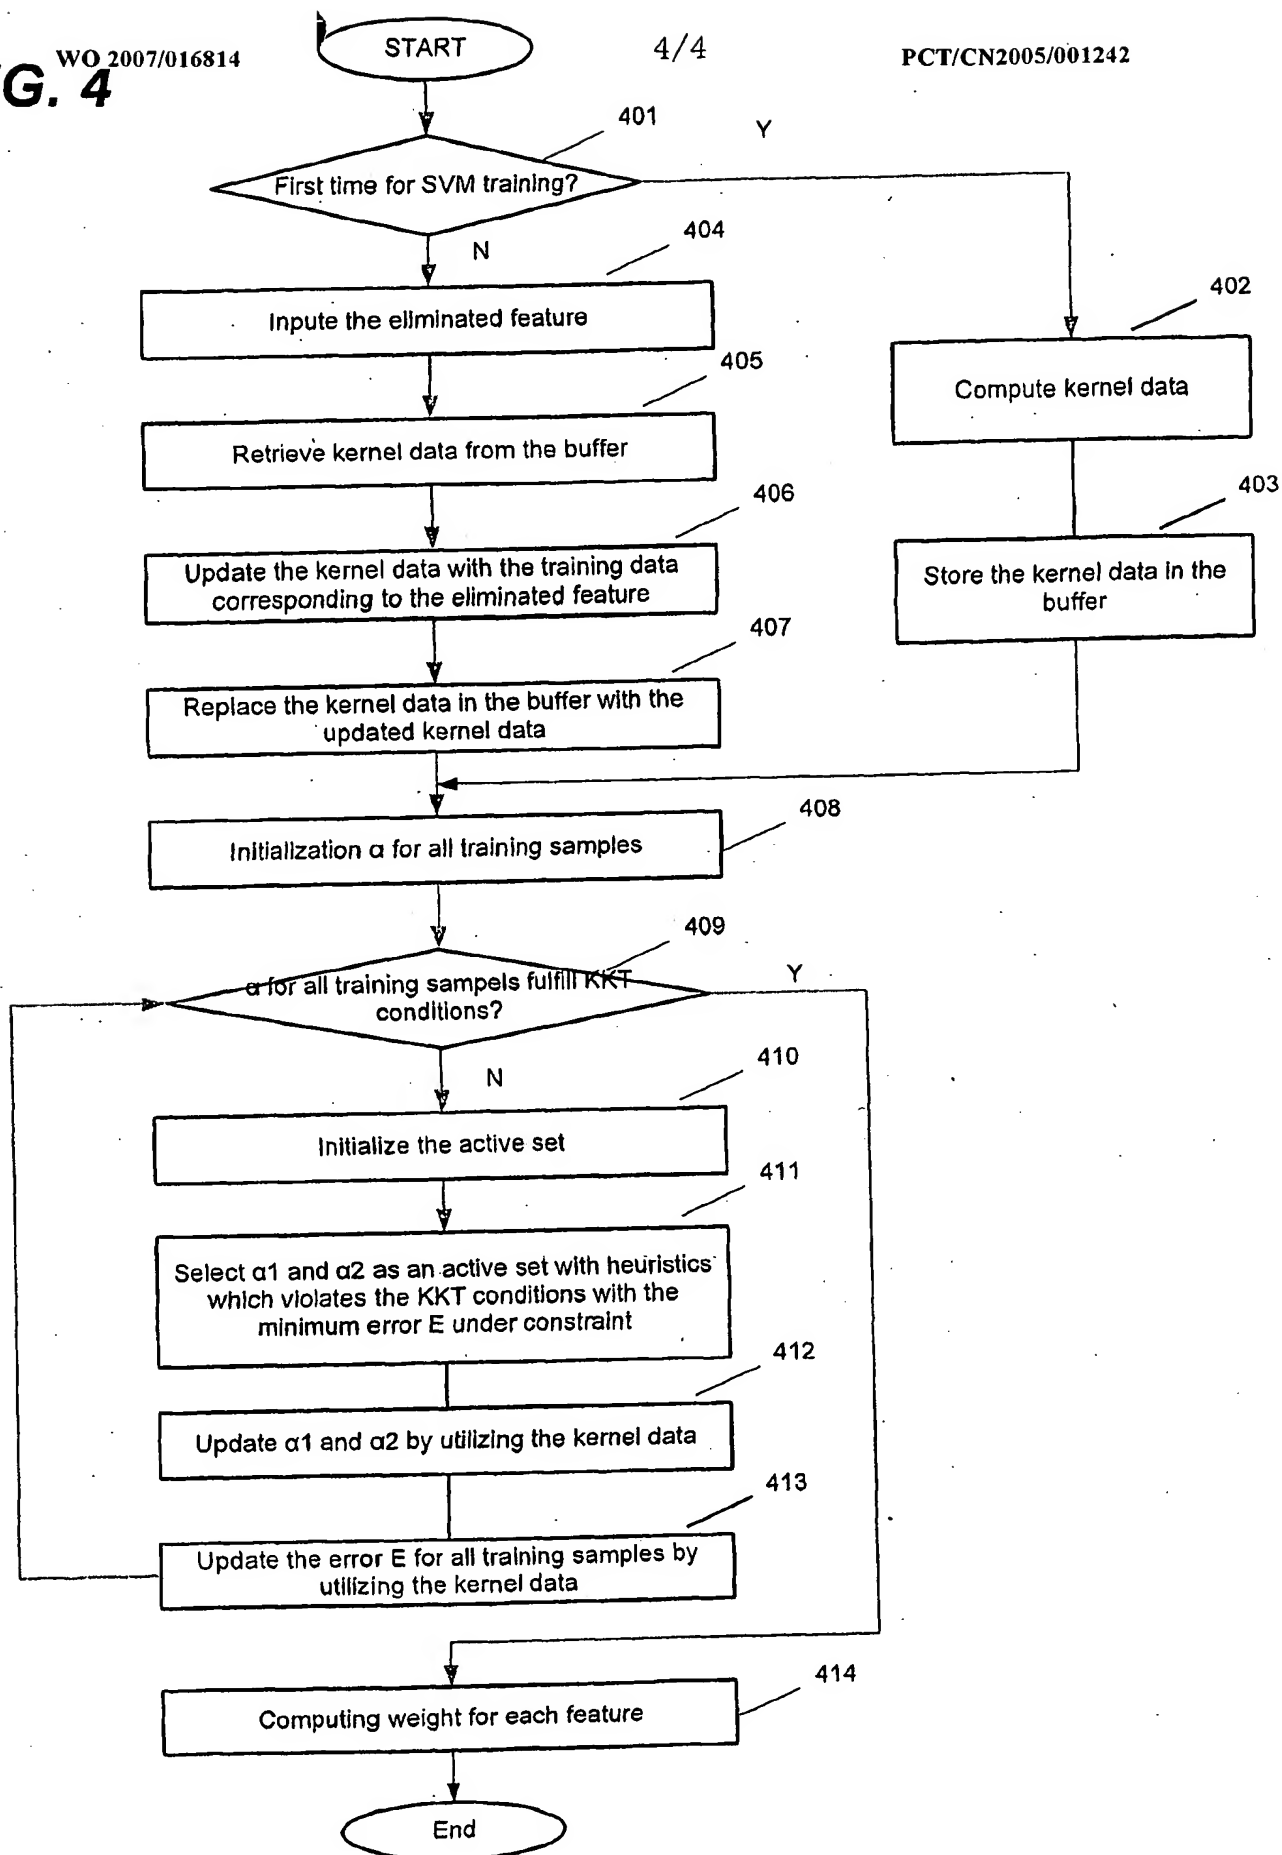 WO 2007/016814
4/4
PCT/CN2005/001242
G. 4
START
401
Y
First time for SVM training?
N
404
Inpute the eliminated feature
402
Compute kernel data
405
Retrieve kernel data from the buffer
403
Store the kernel data in the
buffer
406
Update the kernel data with the training data
corresponding to the eliminated feature
407
Replace the kernel data in the buffer with the
updated kernel data
408
Initialization α for all training samples
409
α for all training sampels fulfill KKT
conditions?
Y
N
410
Initialize the active set
411
Select α1 and α2 as an active set with heuristics
which violates the KKT conditions with the
minimum error E under constraint
412
Update α1 and α2 by utilizing the kernel data
413
Update the error E for all training samples by
utilizing the kernel data
414
Computing weight for each feature
End